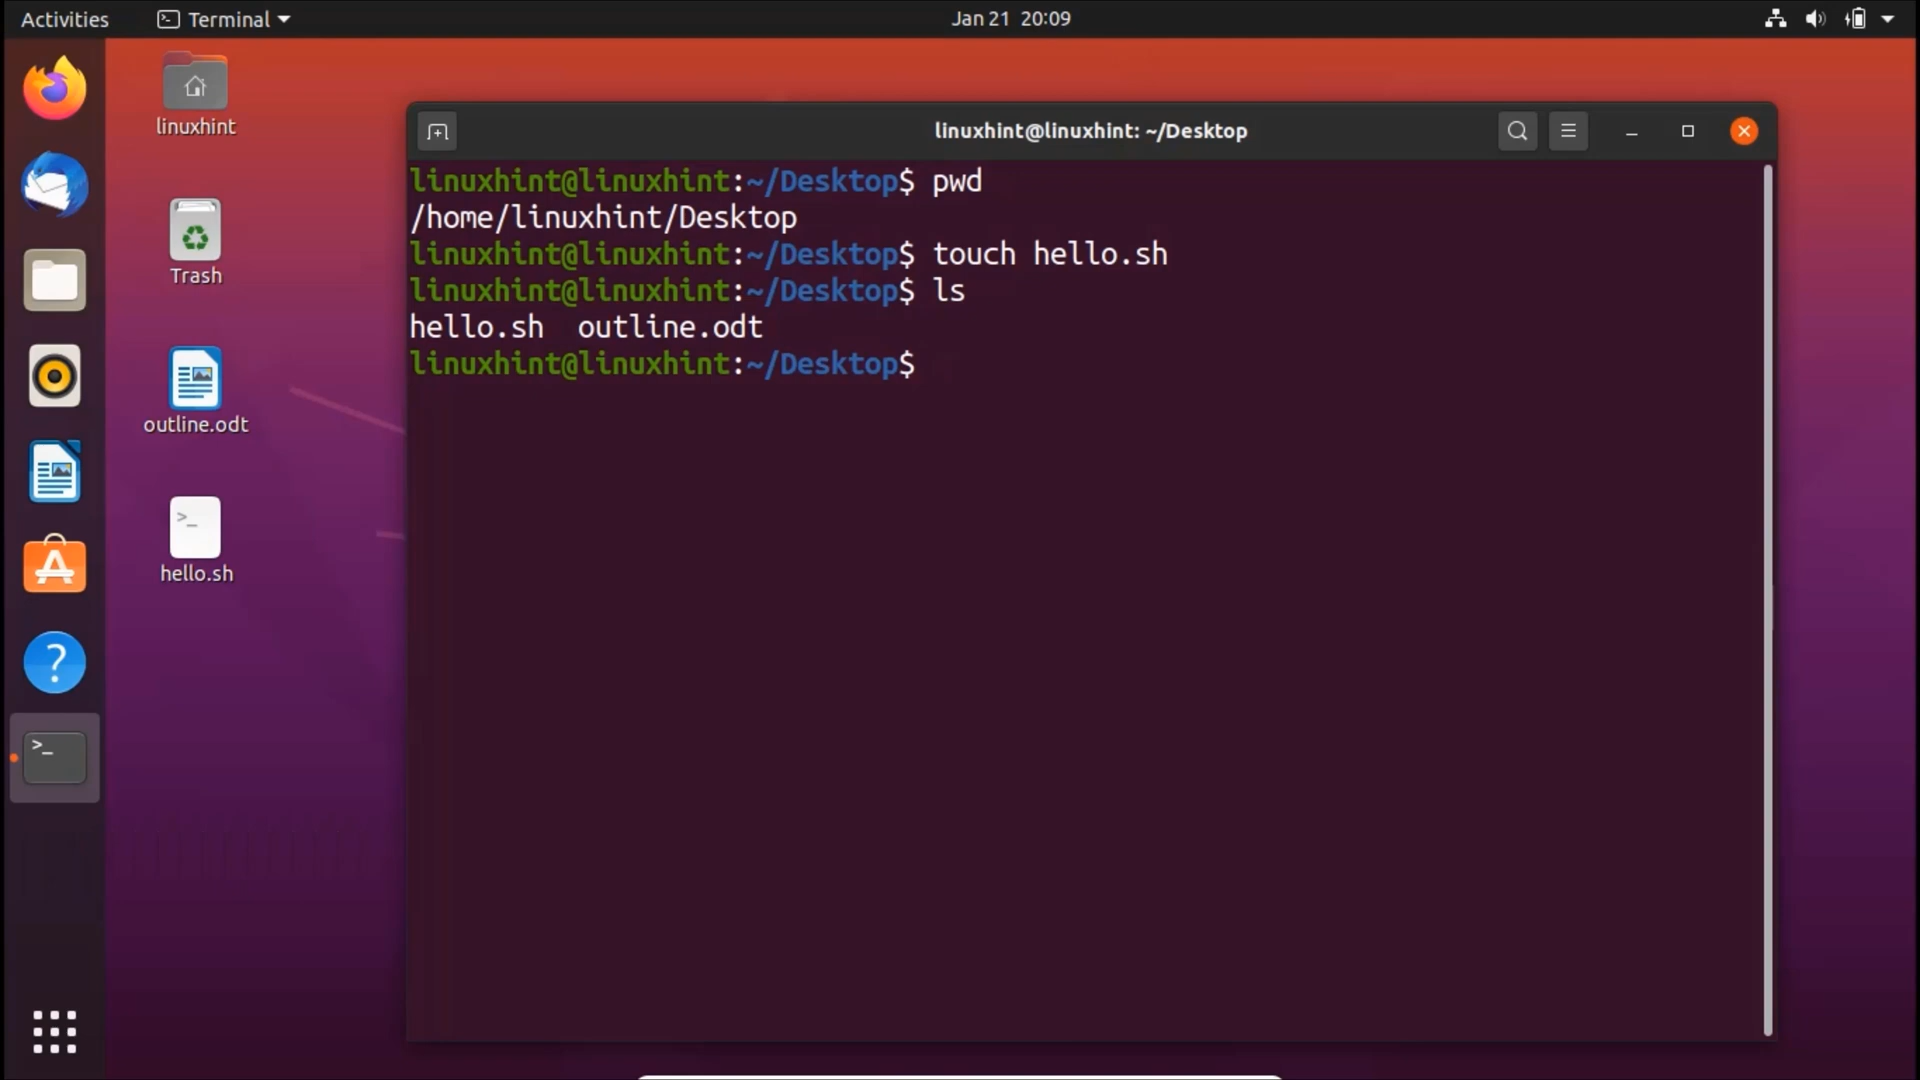 Activities
Terminal
Jan 21 20:09
linuxhint
Trash
outline.odt
hello.sh
linuxhint@linuxhint: ~/Desktop
linuxhint@linuxhint:~/Desktop$ pwd
/home/linuxhint/Desktop
linuxhint@linuxhint:~/Desktop$ touch hello.sh
linuxhint@linuxhint:~/Desktop$ ls
hello.sh  outline.odt
linuxhint@linuxhint:~/Desktop$